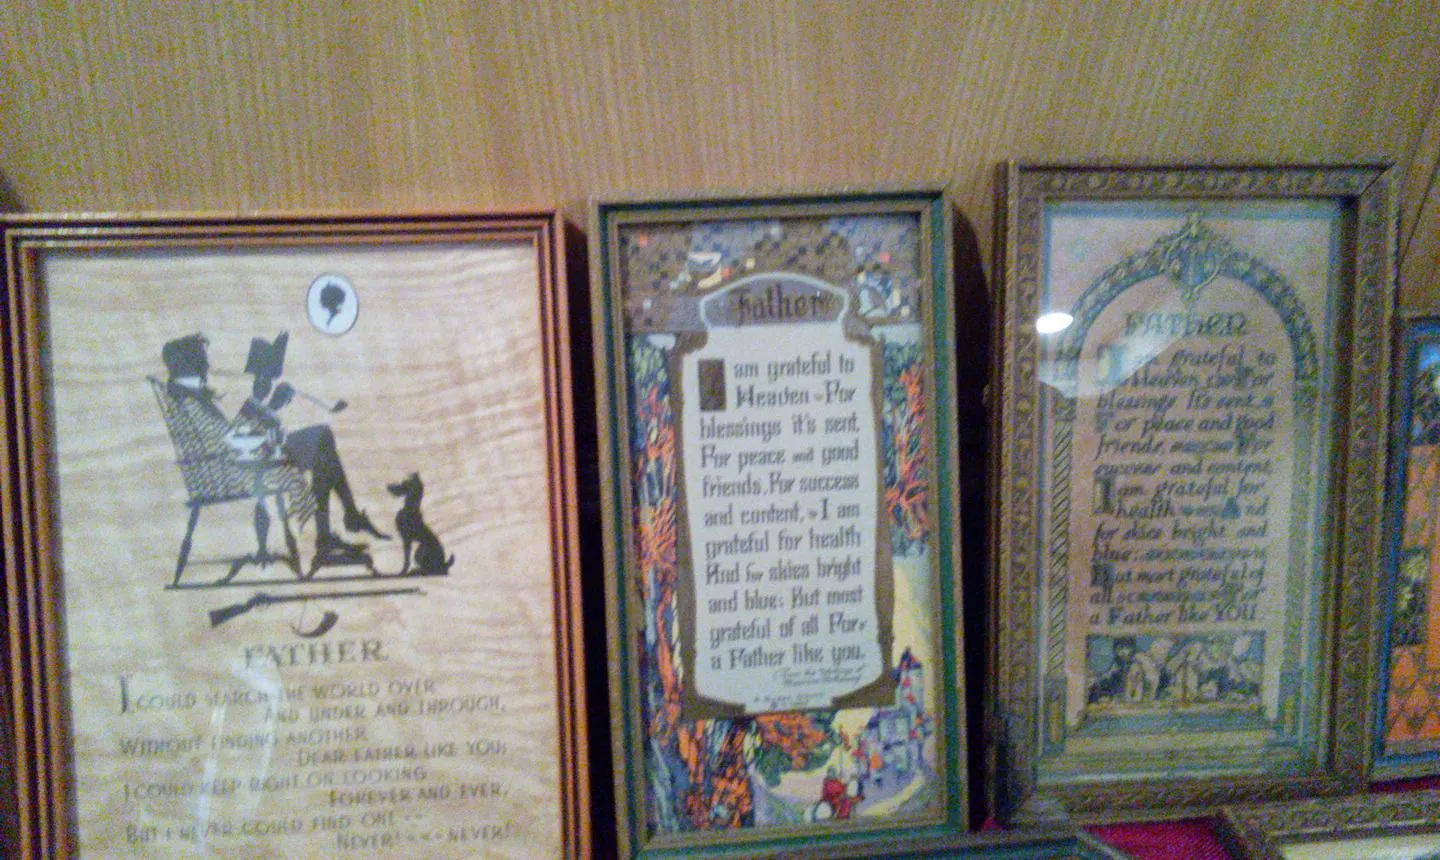 FATHER
I COULD SEARCH THE WORLD OVER
AND UNDER AND THROUGH,
WITHOUT FINDING ANOTHER
DEAR FATHER LIKE YOU;
I COULD KEEP RIGHT ON LOOKING
FOREVER AND EVER,
BUT I NEVER COULD FIND ONE --
NEVER! --- NEVER!
Father
I am grateful to
Heaven - For
blessings it's sent,
For peace and good
friends, For success
and content, - I am
grateful for health
And for skies bright
and blue; But most
grateful of all For
a Father like you.
FATHER
I am grateful to
Heaven For
blessings It's sent
For peace and good
friends, For
success and content,
I am grateful for
health And
for skies bright and
blue;
But most grateful of
all For
a Father like YOU